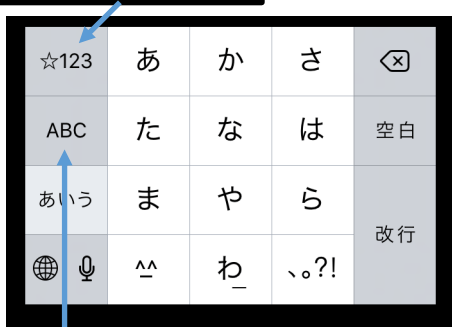 ☆123 あ か さ
ABC た な は 空白
あいう ま や ら
^^ わ_ 、。?! 改行